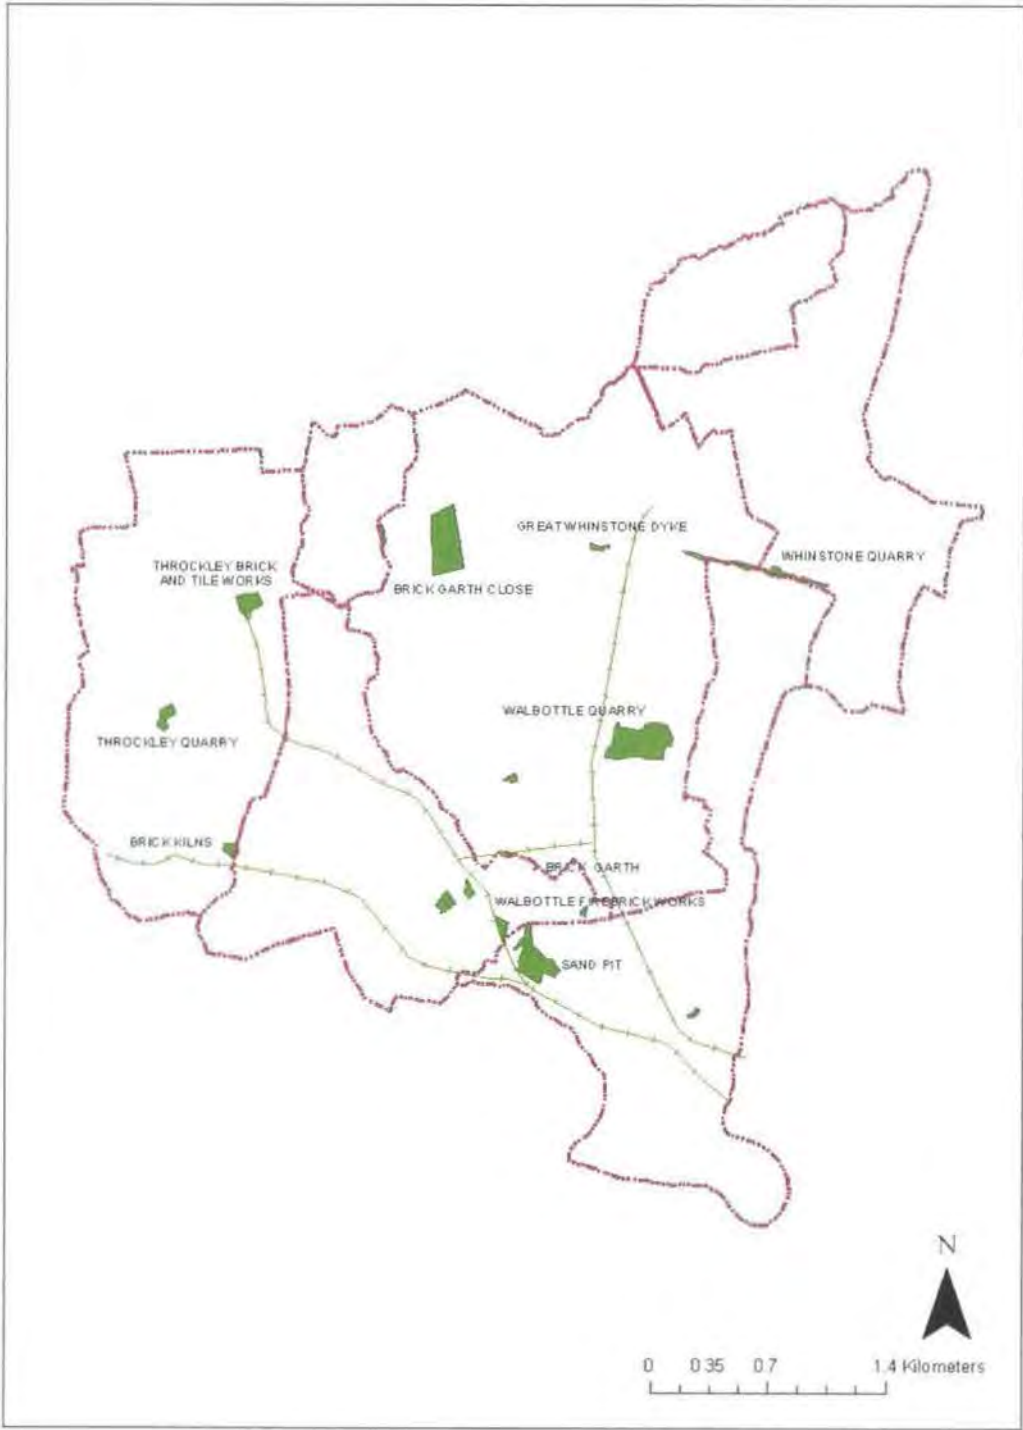 GREAT WHINSTONE DYKE
WHINSTONE QUARRY
THROCKLEY BRICK
AND TILE WORKS
BRICK GARTH CLOSE
WALBOTTLE QUARRY
THROCKLEY QUARRY
BRICK KILNS
BRICK GARTH
WALBOTTLE FIREBRICK WORKS
SAND PIT
N
0 0.35 0.7 1.4 Kilometers